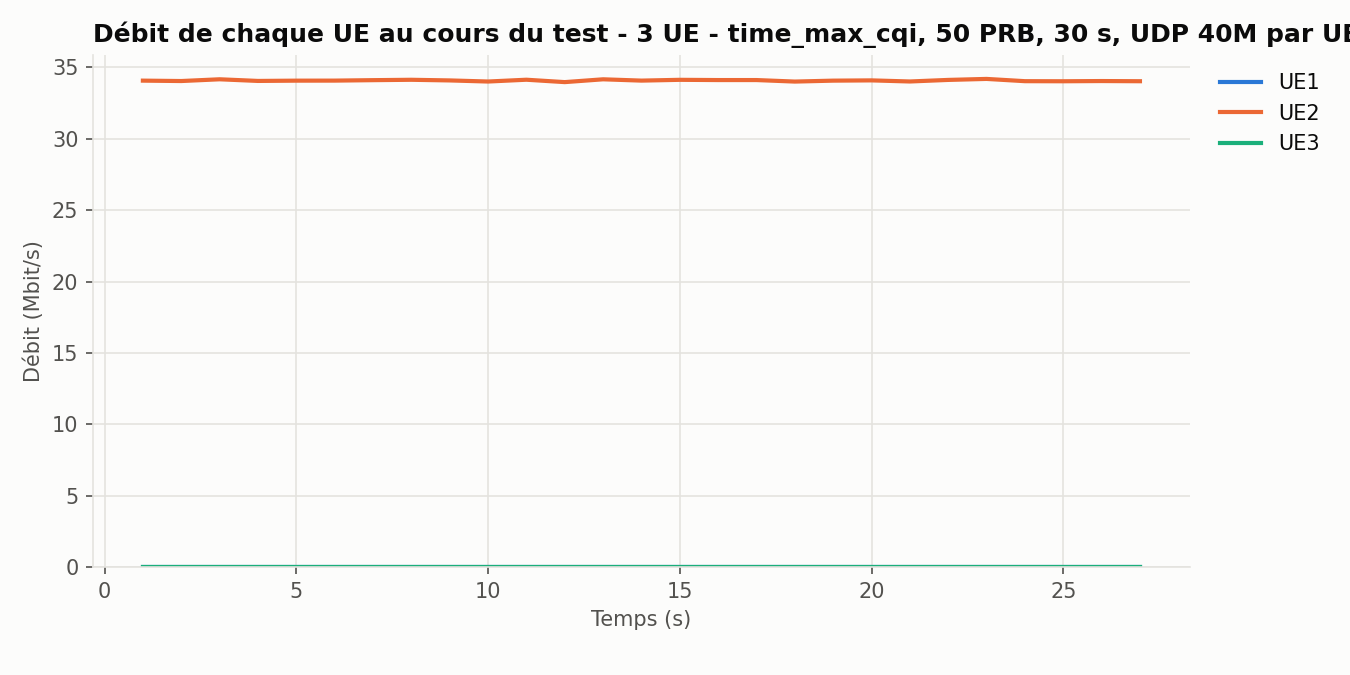 Débit de chaque UE au cours du test - 3 UE - time_max_cqi, 50 PRB, 30 s, UDP 40M par UE
UE1
UE2
UE3
35
30
25
20
15
10
5
0
Débit (Mbit/s)
0 5 10 15 20 25
Temps (s)